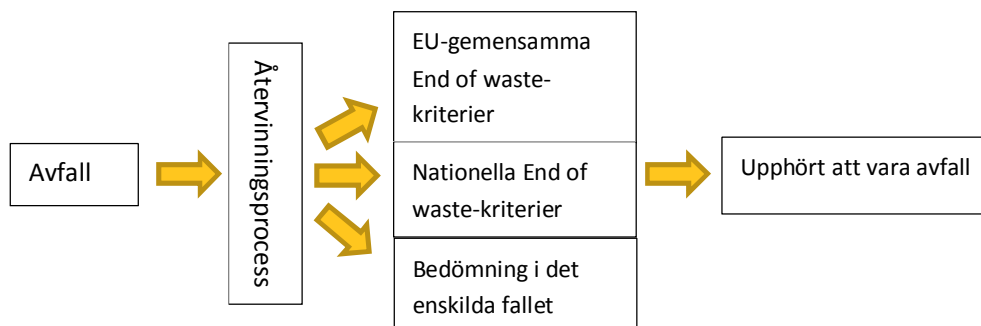 Avfall
Återvinningsprocess
EU-gemensamma
End of waste-
kriterier
Nationella End of
waste-kriterier
Bedömning i det
enskilda fallet
Upphört att vara avfall